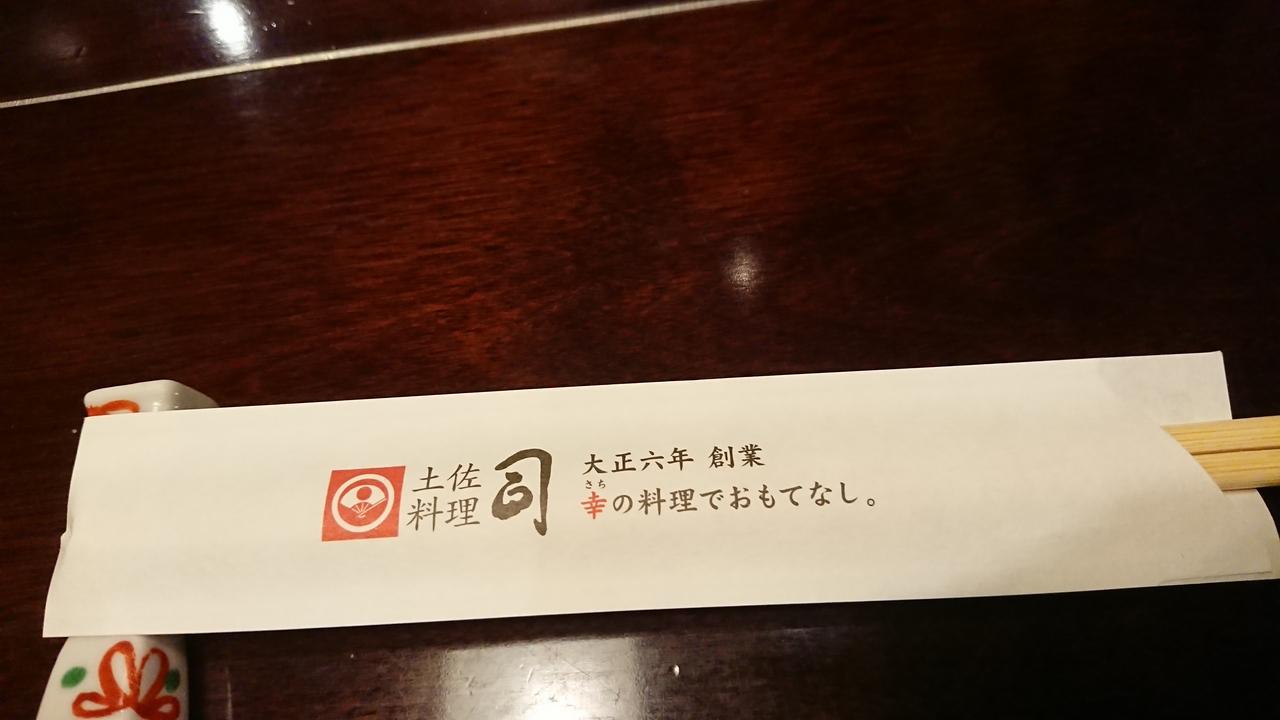 土佐
料理
司
大正六年 創業
さち
幸の料理でおもてなし。